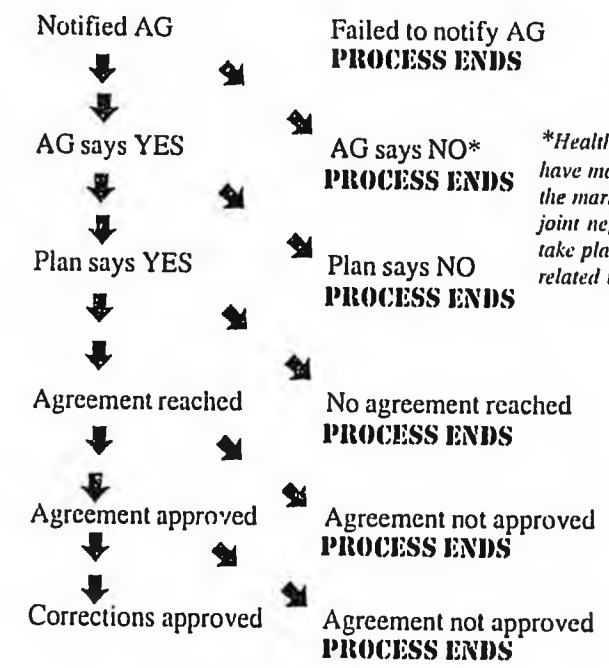 Notified AG
Failed to notify AG
PROCESS ENDS
AG says YES
AG says NO*
PROCESS ENDS
Plan says YES
Plan says NO
PROCESS ENDS
Agreement reached
No agreement reached
PROCESS ENDS
Agreement approved
Agreement not approved
PROCESS ENDS
Corrections approved
Agreement not approved
PROCESS ENDS
*Healt
have
the
joint
take
related